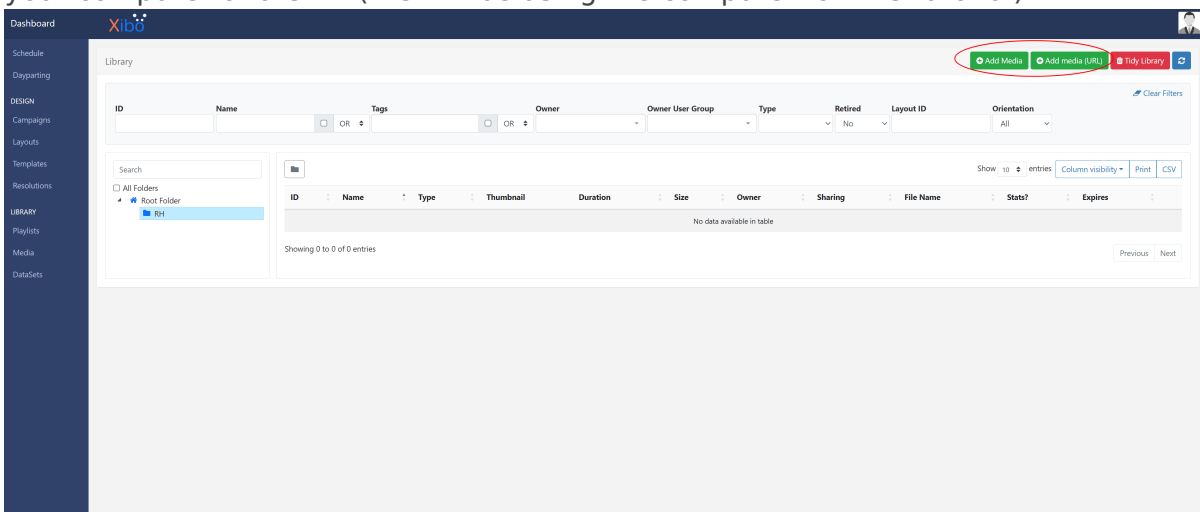 Dashboard
Xibo
Schedule
Dayparting
DESIGN
Campaigns
Layouts
Templates
Resolutions
LIBRARY
Playlists
Media
DataSets
Library
Add Media
Add media (URL)
Tidy Library
Clear Filters
ID Name Tags Owner Owner User Group Type Retired Layout ID Orientation
OR OR No All
Search
All Folders
Root Folder
RH
Show 10 entries Column visibility Print CSV
ID Name Type Thumbnail Duration Size Owner Sharing File Name Stats? Expires
No data available in table
Showing 0 to 0 of 0 entries
Previous Next